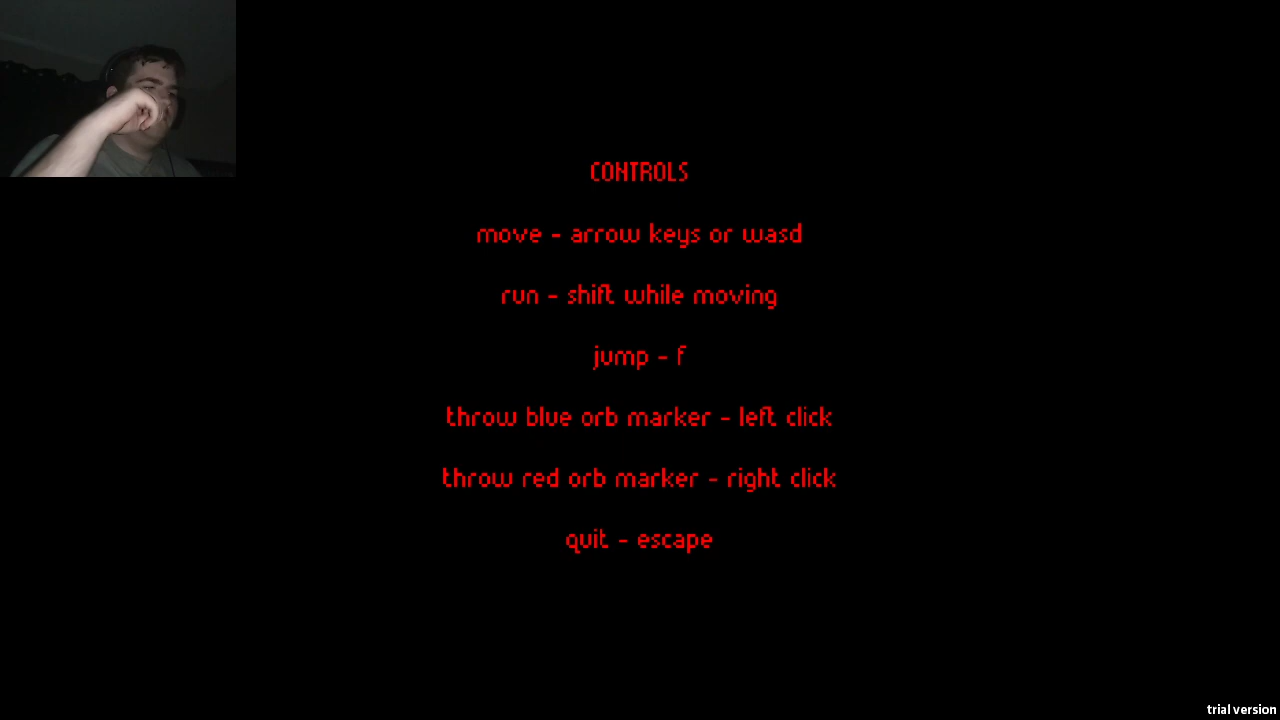 CONTROLS
move - arrow keys or wasd
run - shift while moving
jump - f
throw blue orb marker - left click
throw red orb marker - right click
quit - escape
trial version